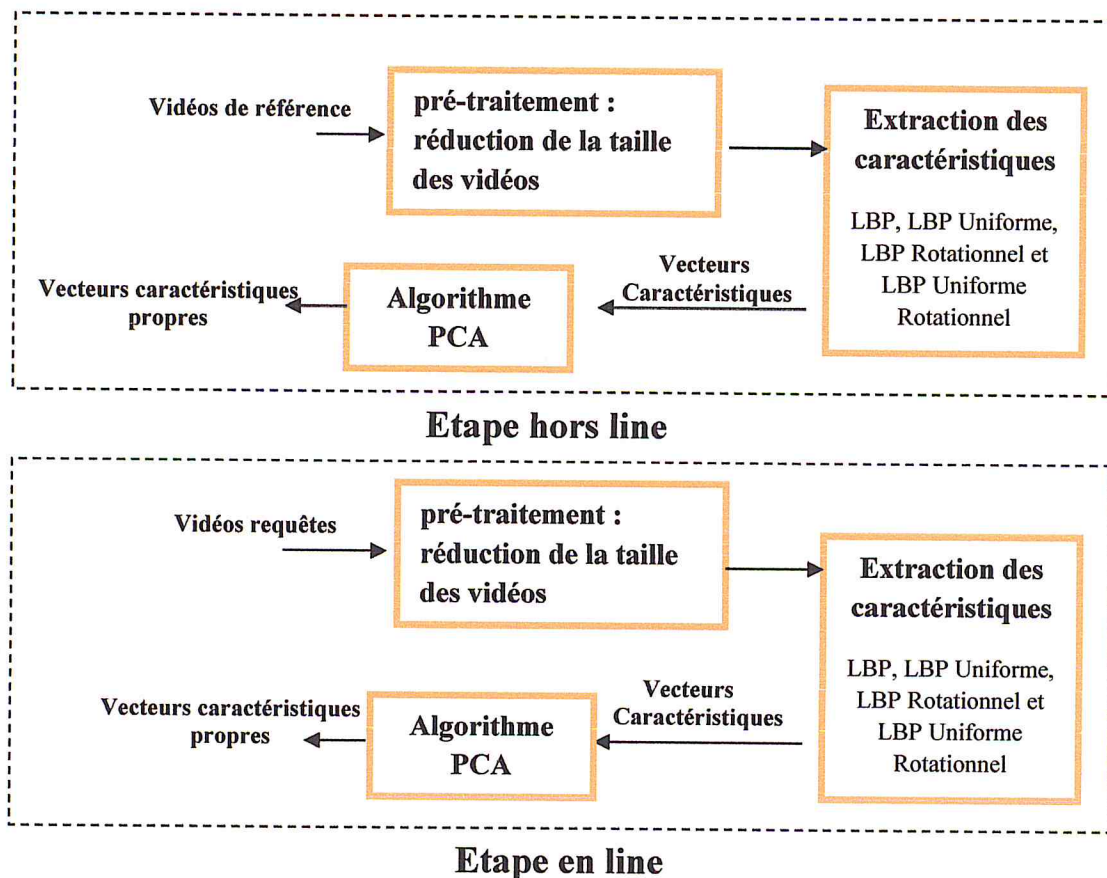 Vidéos de référence
pré-traitement :
réduction de la taille
des vidéos
Extraction des
caractéristiques
LBP, LBP Uniforme,
LBP Rotationnel et
LBP Uniforme
Rotationnel
Vecteurs
Caractéristiques
Algorithme
PCA
Vecteurs caractéristiques
propres
Etape hors line
Vidéos requêtes
pré-traitement :
réduction de la taille
des vidéos
Extraction des
caractéristiques
LBP, LBP Uniforme,
LBP Rotationnel et
LBP Uniforme
Rotationnel
Vecteurs
Caractéristiques
Algorithme
PCA
Vecteurs caractéristiques
propres
Etape en line